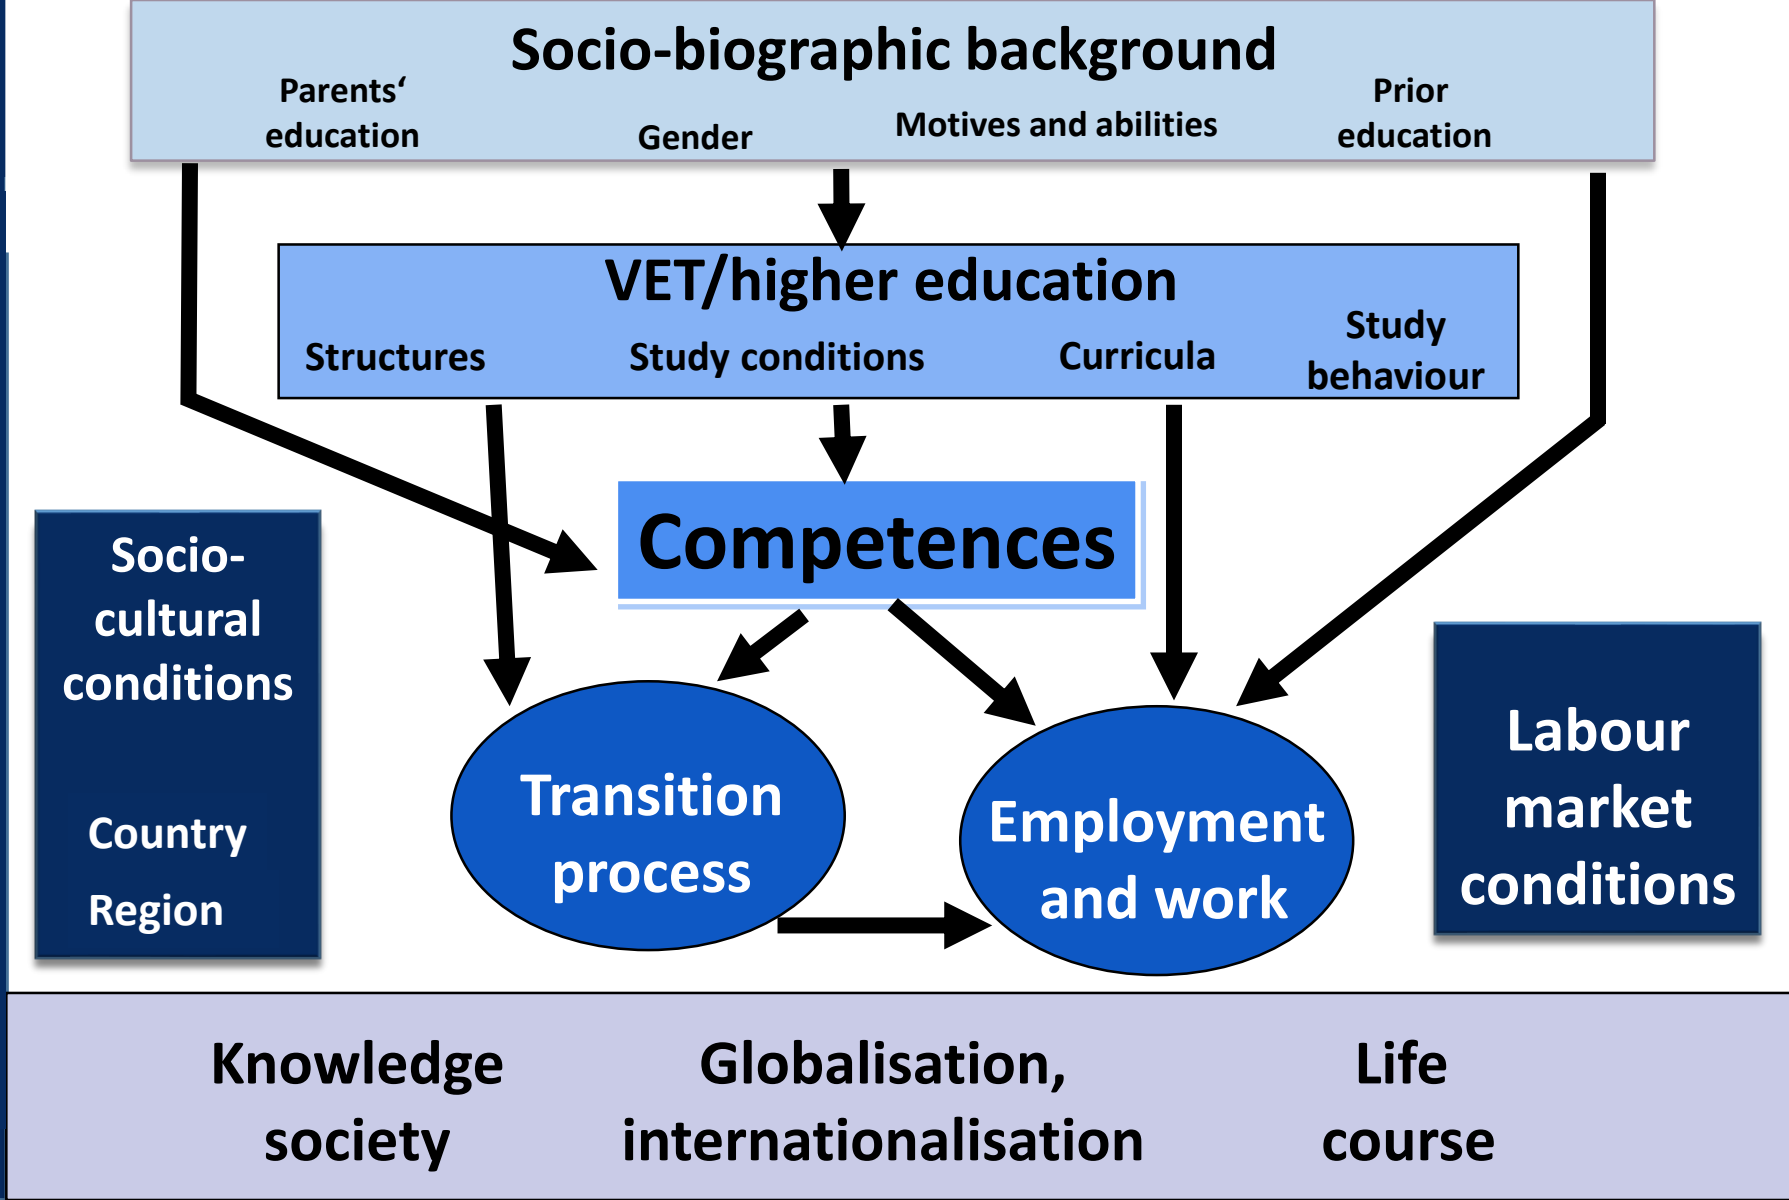 Socio-biographic background
Parents‘
education
Gender
Motives and abilities
Prior
education
VET/higher education
Structures
Study conditions
Curricula
Study
behaviour
Competences
Socio-
cultural
conditions
Country
Region
Transition
process
Employment
and work
Labour
market
conditions
Knowledge
society
Globalisation,
internationalisation
Life
course